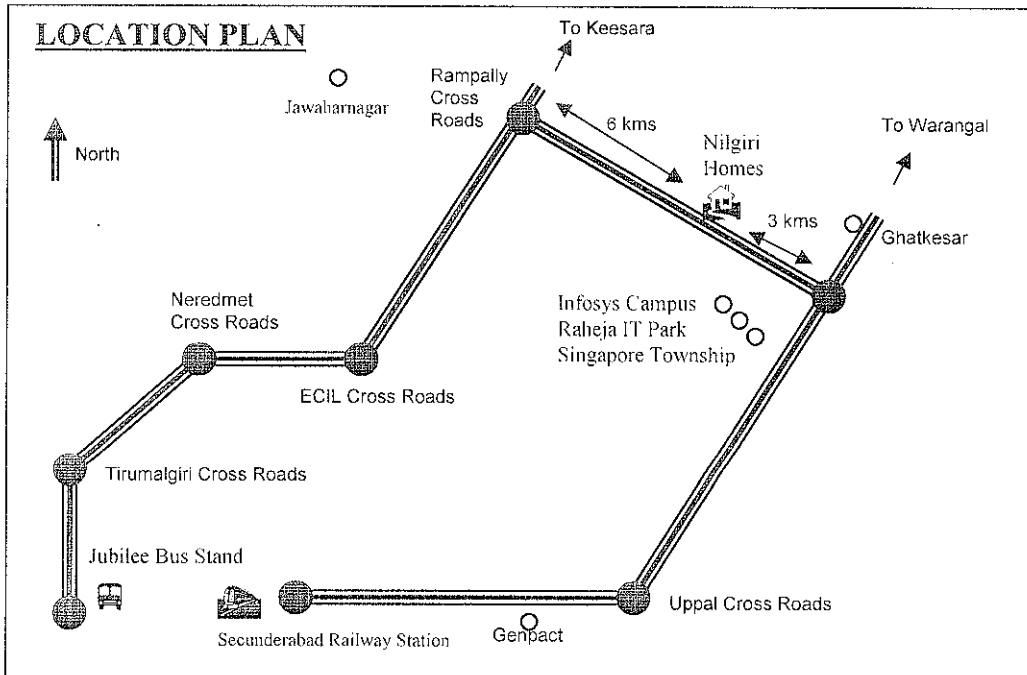 LOCATION PLAN
To Keesara
Rampally
Cross
Roads
Jawaharnagar
6 kms
To Warangal
North
Nilgiri
Homes
3 kms
Ghatkesar
Neredmet
Cross Roads
Infosys Campus
Raheja IT Park
Singapore Township
ECIL Cross Roads
Tirumalgiri Cross Roads
Jubilee Bus Stand
Uppal Cross Roads
Secunderabad Railway Station
Genpact